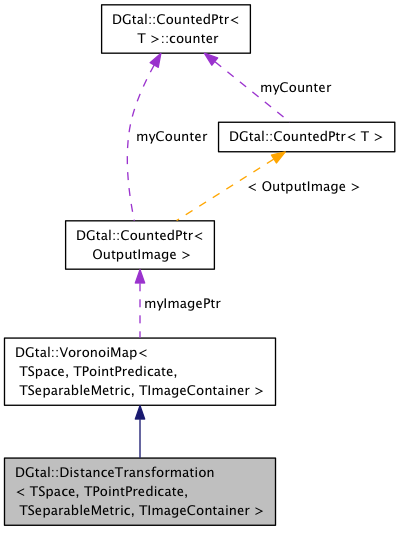 DGtal::CountedPtr<
T >::counter
myCounter
DGtal::CountedPtr< T >
myCounter
< OutputImage >
DGtal::CountedPtr<
OutputImage >
myImagePtr
DGtal::VoronoiMap<
TSpace, TPointPredicate,
TSeparableMetric, TImageContainer >
DGtal::DistanceTransformation
< TSpace, TPointPredicate,
TSeparableMetric, TImageContainer >